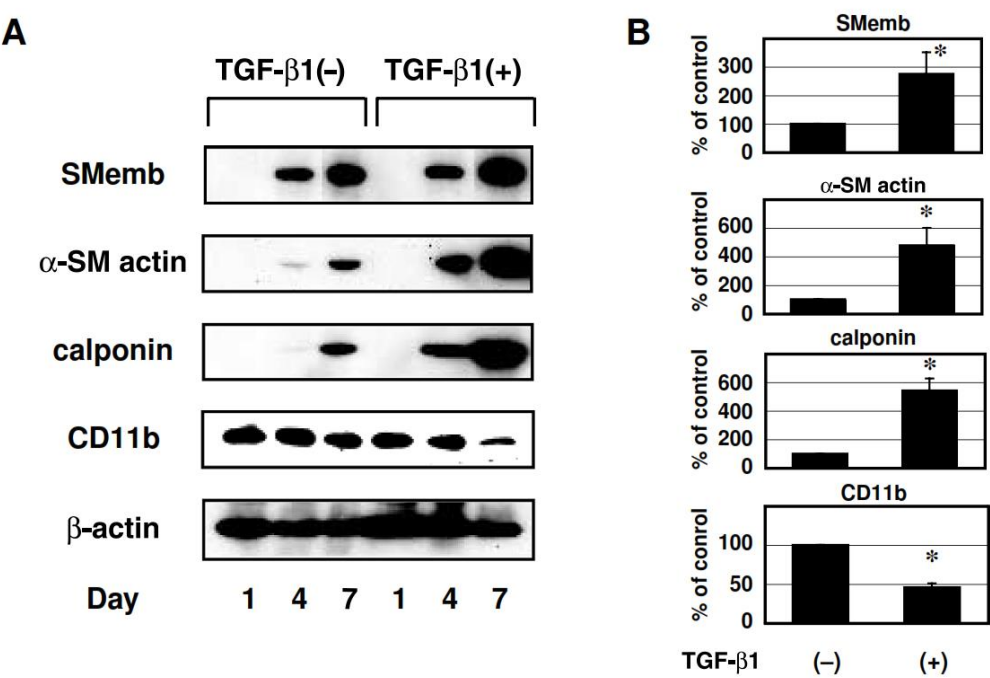 A
TGF-β1(–) TGF-β1(+)
SMemb
α-SM actin
calponin
CD11b
β-actin
Day 1 4 7 1 4 7
B
SMemb
% of control
300
200
100
0
*
α-SM actin
% of control
600
400
200
0
*
calponin
% of control
600
400
200
0
*
CD11b
% of conrol
100
50
0
*
TGF-β1 (–) (+)